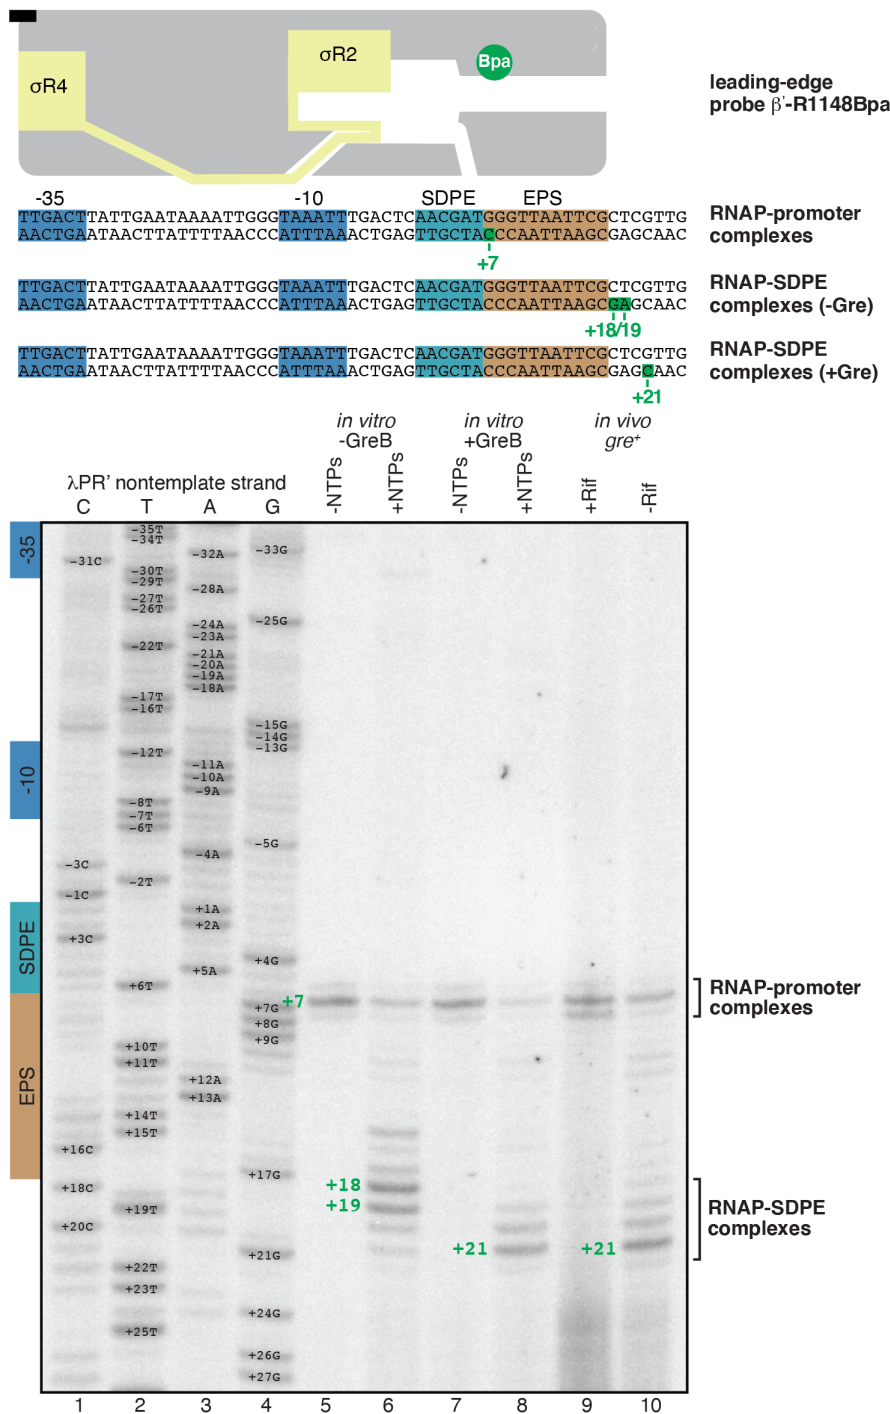 σR4
σR2
Bpa
leading-edge
probe β'-R1148Bpa
-35
-10
SDPE
EPS
TTGACTTATTGAATAAAATTGGGTAAATTTGACTCAACGATGGGTTAATTCGCTCGTTG
AACTGAATAACTTATTTTAACCCATTTAAACTGAGTTGCTACCCAATTAAGCGAGCAAC
+7
RNAP-promoter
complexes
TTGACTTATTGAATAAAATTGGGTAAATTTGACTCAACGATGGGTTAATTCGCTCGTTG
AACTGAATAACTTATTTTAACCCATTTAAACTGAGTTGCTACCCAATTAAGCGAGCAAC
+18/19
RNAP-SDPE
complexes (-Gre)
TTGACTTATTGAATAAAATTGGGTAAATTTGACTCAACGATGGGTTAATTCGCTCGTTG
AACTGAATAACTTATTTTAACCCATTTAAACTGAGTTGCTACCCAATTAAGCGAGCAAC
+21
RNAP-SDPE
complexes (+Gre)
in vitro
-GreB
in vitro
+GreB
in vivo
gre+
λPR' nontemplate strand
C T A G
-NTPs
+NTPs
-NTPs
+NTPs
+Rif
-Rif
-35
-10
SDPE
EPS
-31C
-3C
-1C
+3C
+16C
+18C
+20C
-35T
-34T
-30T
-29T
-27T
-26T
-22T
-17T
-16T
-12T
-8T
-7T
-6T
-2T
+6T
+10T
+11T
+14T
+15T
+19T
+22T
+23T
+25T
-32A
-28A
-24A
-23A
-21A
-20A
-19A
-18A
-11A
-10A
-9A
-4A
+1A
+2A
+5A
+12A
+13A
-33G
-25G
-15G
-14G
-13G
-5G
+4G
+7G
+8G
+9G
+17G
+21G
+24G
+26G
+27G
+7
+18
+19
+21
+21
RNAP-promoter
complexes
RNAP-SDPE
complexes
1 2 3 4 5 6 7 8 9 10